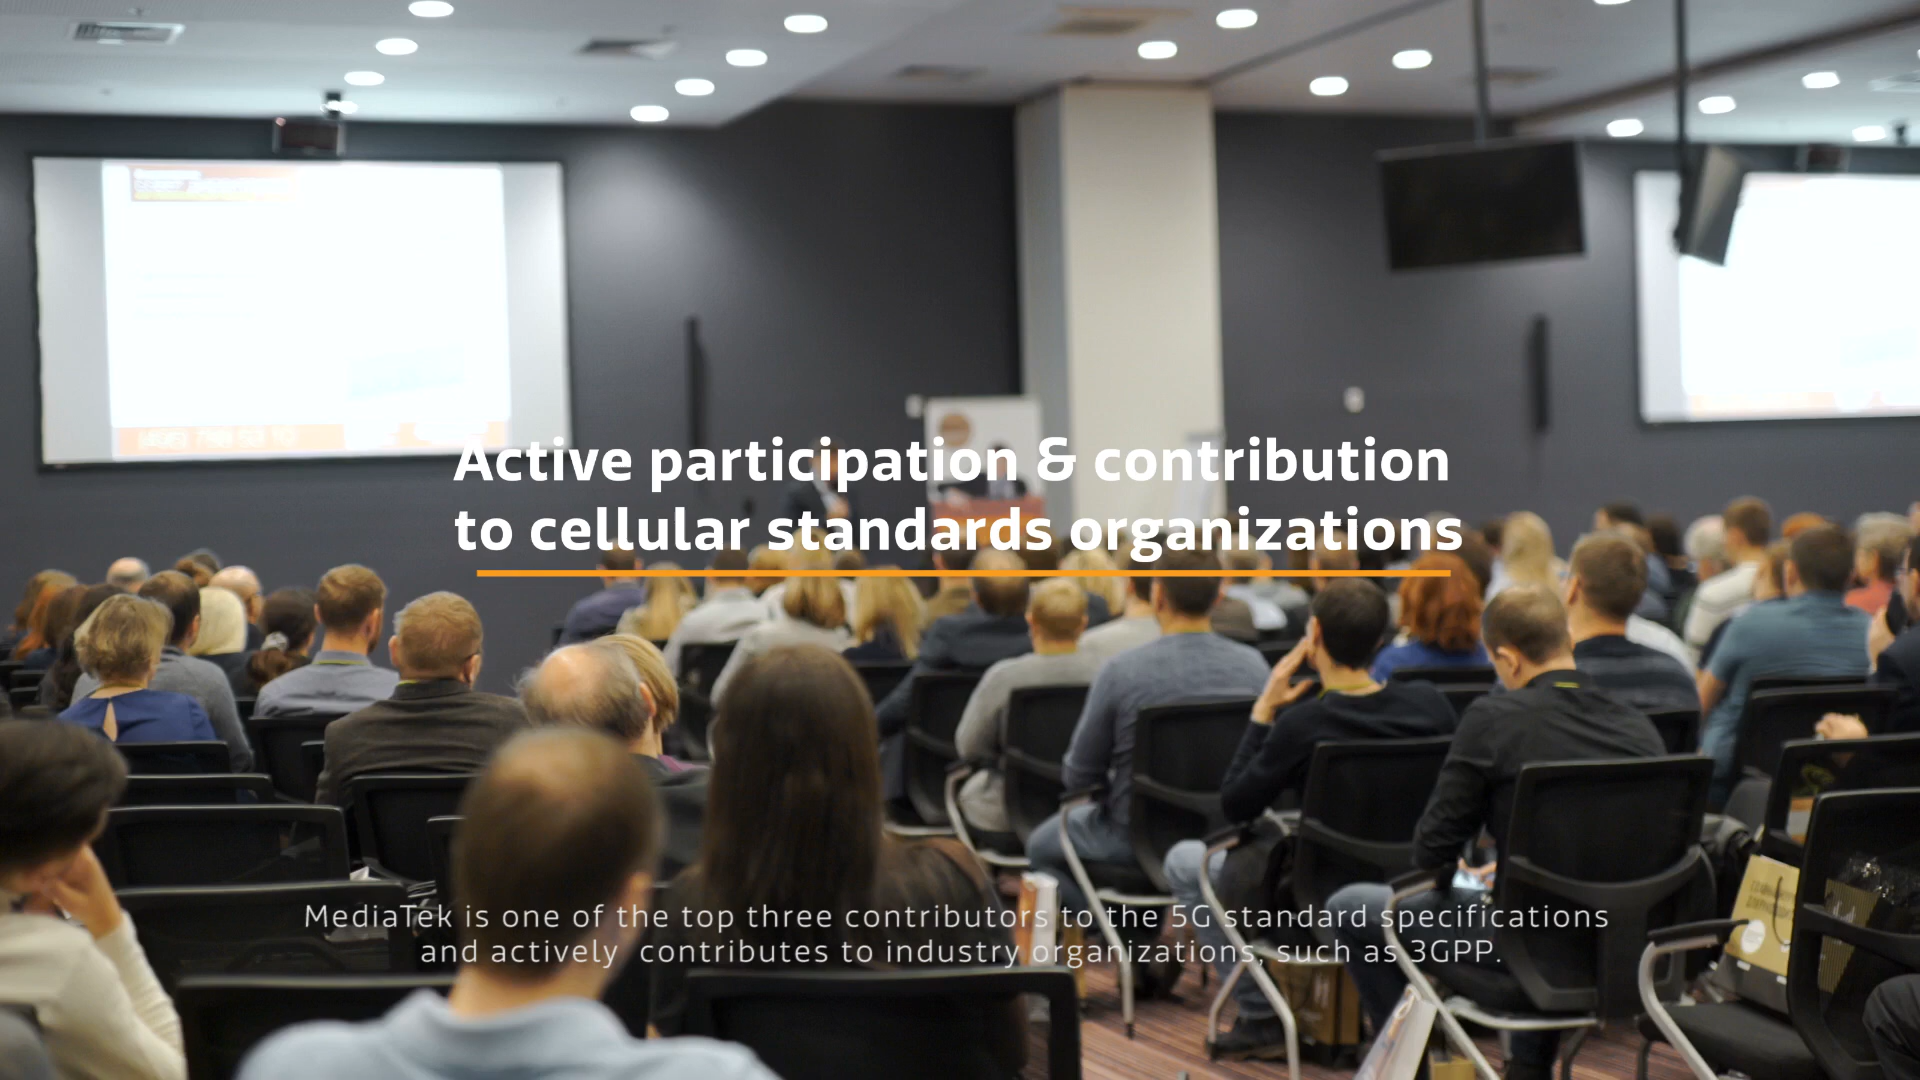 Active participation & contribution
to cellular standards organizations
MediaTek is one of the top three contributors to the 5G standard specifications
and actively contributes to industry organizations, such as 3GPP.